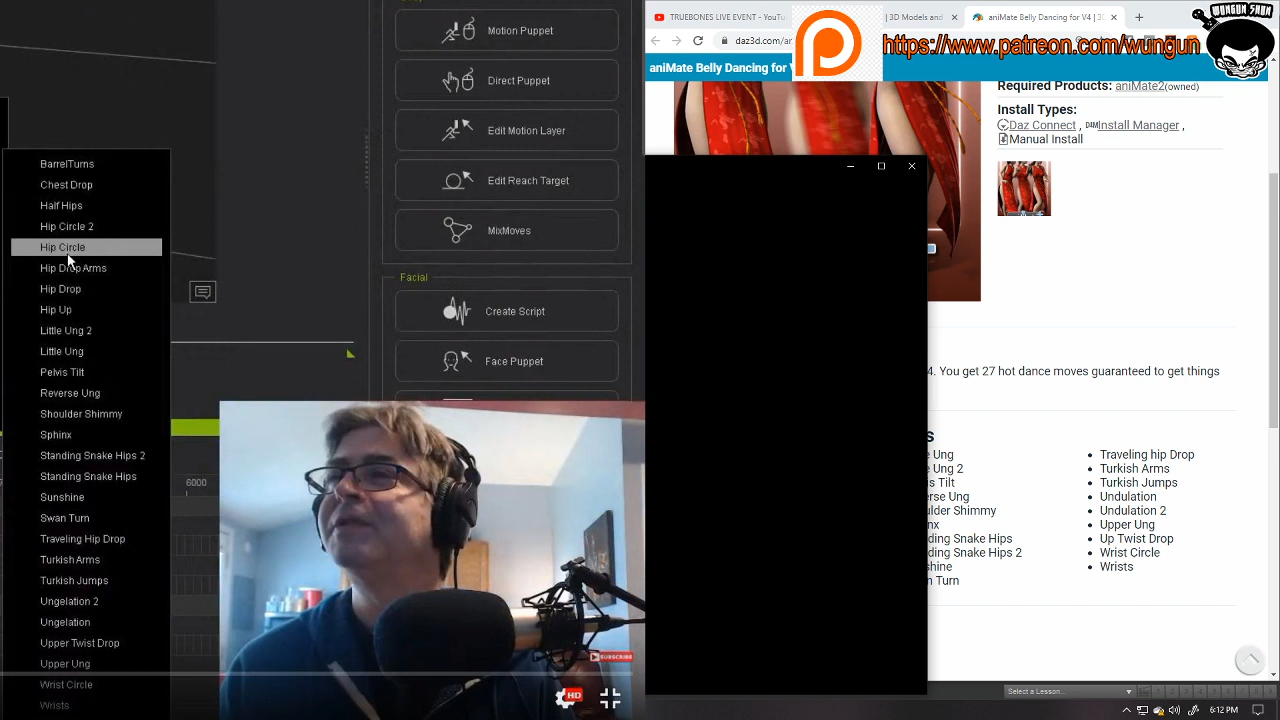 Motion Puppet
Direct Puppet
Edit Motion Layer
Edit Reach Target
MixMoves
Facial
Create Script
Face Puppet
BarrelTurns
Chest Drop
Half Hips
Hip Circle 2
Hip Circle
Hip Drop Arms
Hip Drop
Hip Up
Little Ung 2
Little Ung
Pelvis Tilt
Reverse Ung
Shoulder Shimmy
Sphinx
Standing Snake Hips 2
Standing Snake Hips
Sunshine
Swan Turn
Traveling Hip Drop
Turkish Arms
Turkish Jumps
Ungelation 2
Ungelation
Upper Twist Drop
Upper Ung
Wrist Circle
Wrists
6000
SUBSCRIBE
HD
TRUEBONES LIVE EVENT - YouTu
| 3D Models and
aniMate Belly Dancing for V4 | 3D
daz3d.com/an
https://www.patreon.com/wungun
WUNGUN SHUN
aniMate Belly Dancing for V
Required Products: aniMate2(owned)
Install Types:
Daz Connect , Install Manager ,
Manual Install
4. You get 27 hot dance moves guaranteed to get things
s
e Ung
e Ung 2
is Tilt
erse Ung
ulder Shimmy
nx
ding Snake Hips
ding Snake Hips 2
shine
n Turn
• Traveling hip Drop
• Turkish Arms
• Turkish Jumps
• Undulation
• Undulation 2
• Upper Ung
• Up Twist Drop
• Wrist Circle
• Wrists
Select a Lesson...
6:12 PM